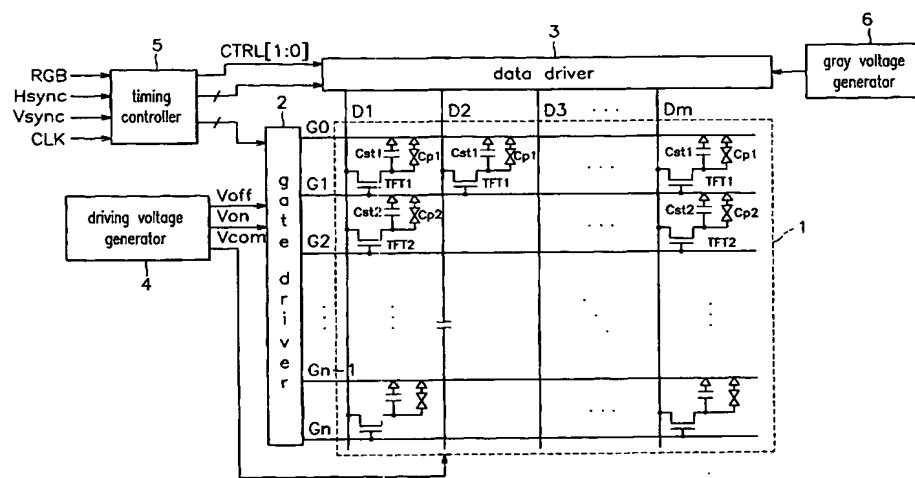 5
CTRL[1:0]
3
6
RGB
Hsync
Vsync
CLK
timing
controller
data driver
gray voltage
generator
2
D1
D2
D3
Dm
G0
Cst1
Cp1
Cst1
Cp1
Cst1
Cp1
TFT1
TFT1
TFT1
G1
Cst2
Cp2
Cst2
Cp2
TFT2
TFT2
G2
1
driving voltage
generator
4
Voff
Von
Vcom
gate driver
Gn-1
Gn